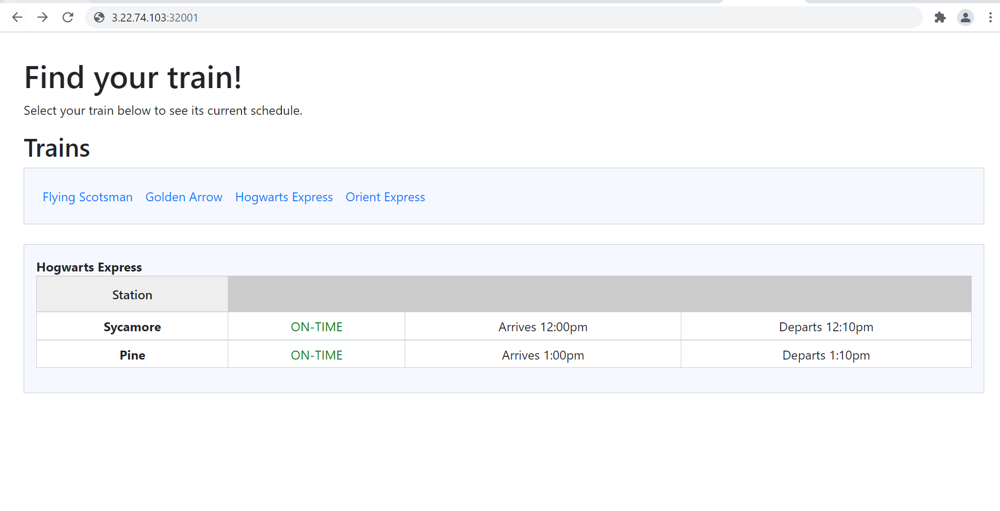 3.22.74.103:32001
Find your train!
Select your train below to see its current schedule.
Trains
Flying Scotsman Golden Arrow Hogwarts Express Orient Express
Hogwarts Express
Station
Sycamore ON-TIME Arrives 12:00pm Departs 12:10pm
Pine ON-TIME Arrives 1:00pm Departs 1:10pm